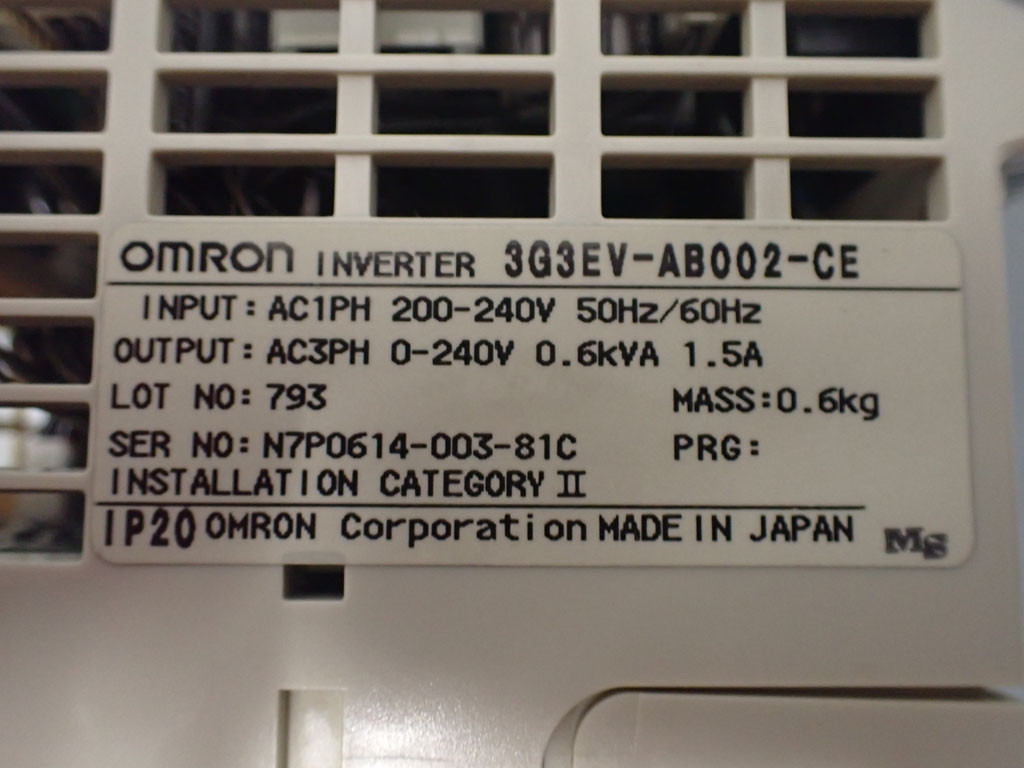 OMRON INVERTER 3G3EV-AB002-CE
INPUT: AC1PH 200-240V 50Hz/60Hz
OUTPUT: AC3PH 0-240V 0.6kVA 1.5A
LOT NO: 793 MASS:0.6kg
SER NO: N7P0614-003-81C PRG:
INSTALLATION CATEGORY II
IP20 OMRON Corporation MADE IN JAPAN MS